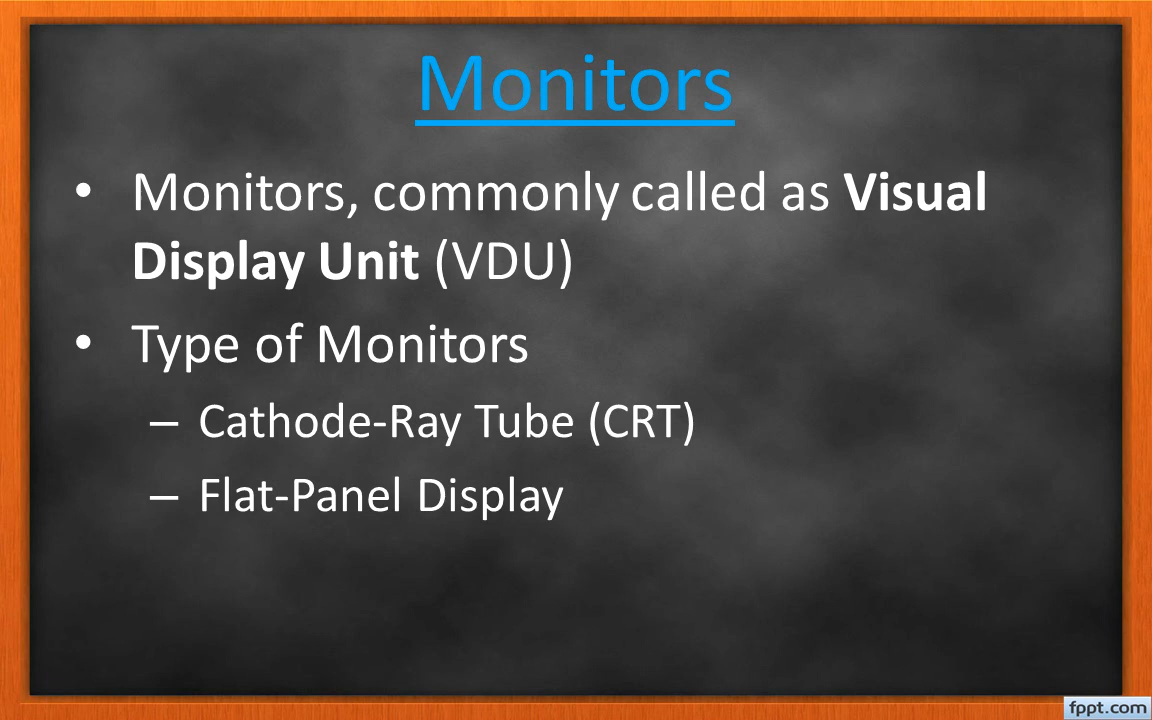 Monitors
• Monitors, commonly called as Visual
Display Unit (VDU)
• Type of Monitors
– Cathode-Ray Tube (CRT)
– Flat-Panel Display
fppt.com